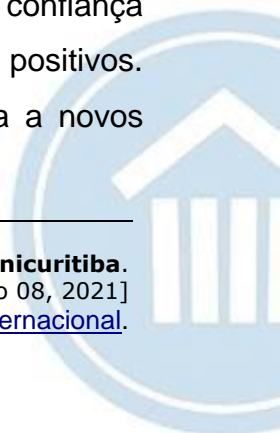 confiança
positivos.
a novos
nicuritiba.
o 08, 2021]
ernacional.